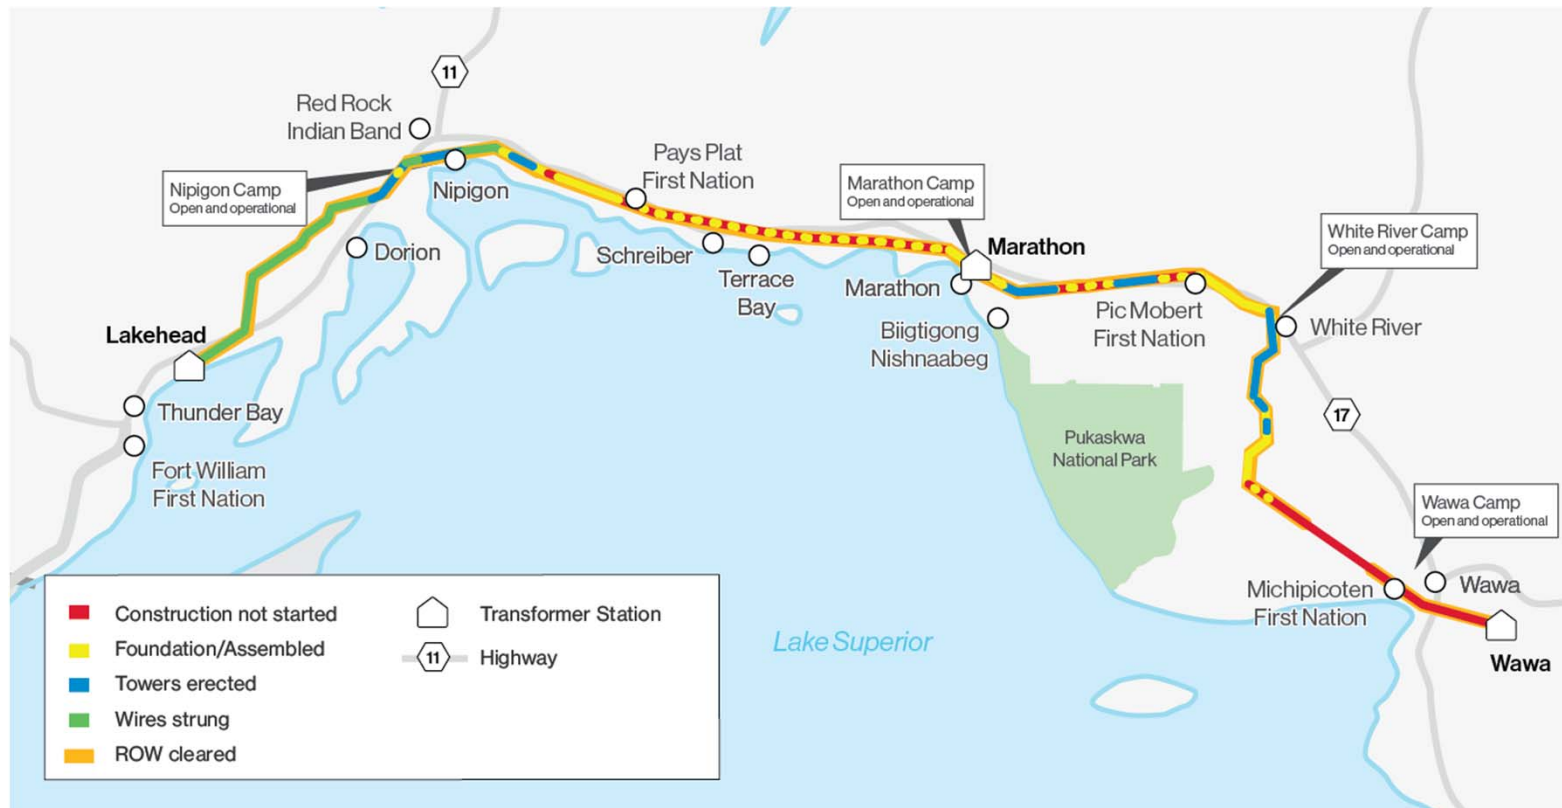 11
Red Rock
Indian Band
Pays Plat
First Nation
Nipigon Camp
Open and operational
Marathon Camp
Open and operational
Nipigon
White River Camp
Open and operational
Dorion
Schreiber
Marathon
Terrace
Bay
Marathon
Lakehead
Biigtigong
Nishnaabeg
Pic Mobert
First Nation
White River
Thunder Bay
17
Pukaskwa
National Park
Fort William
First Nation
Wawa Camp
Open and operational
Michipicoten
First Nation
Wawa
Wawa
Lake Superior
Construction not started
Foundation/Assembled
Towers erected
Wires strung
ROW cleared
Transformer Station
11 Highway